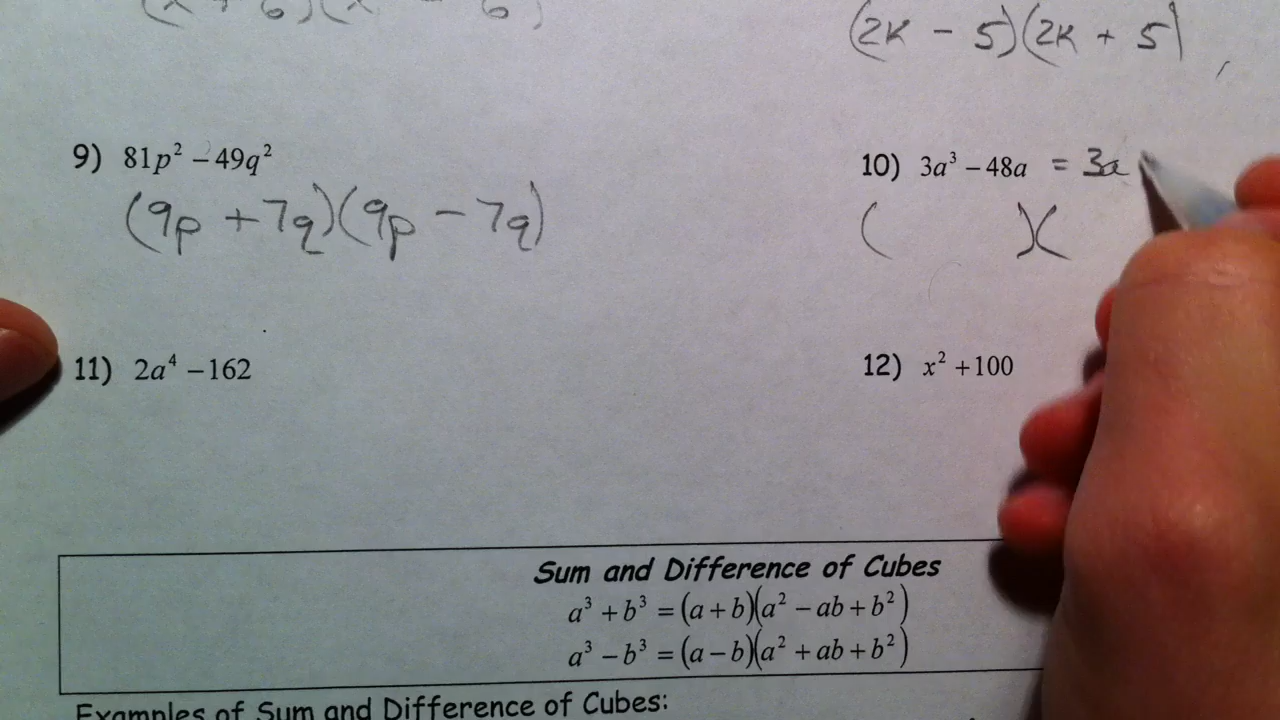 (2k - 5)(2k + 5)
9) 81p² – 49q²
(9p + 7q)(9p - 7q)
10) 3a³ – 48a = 3a
( )(
11) 2a⁴ – 162
12) x² + 100
Sum and Difference of Cubes
a³ + b³ = (a + b)(a² – ab + b²)
a³ – b³ = (a – b)(a² + ab + b²)
Examples of Sum and Difference of Cubes: